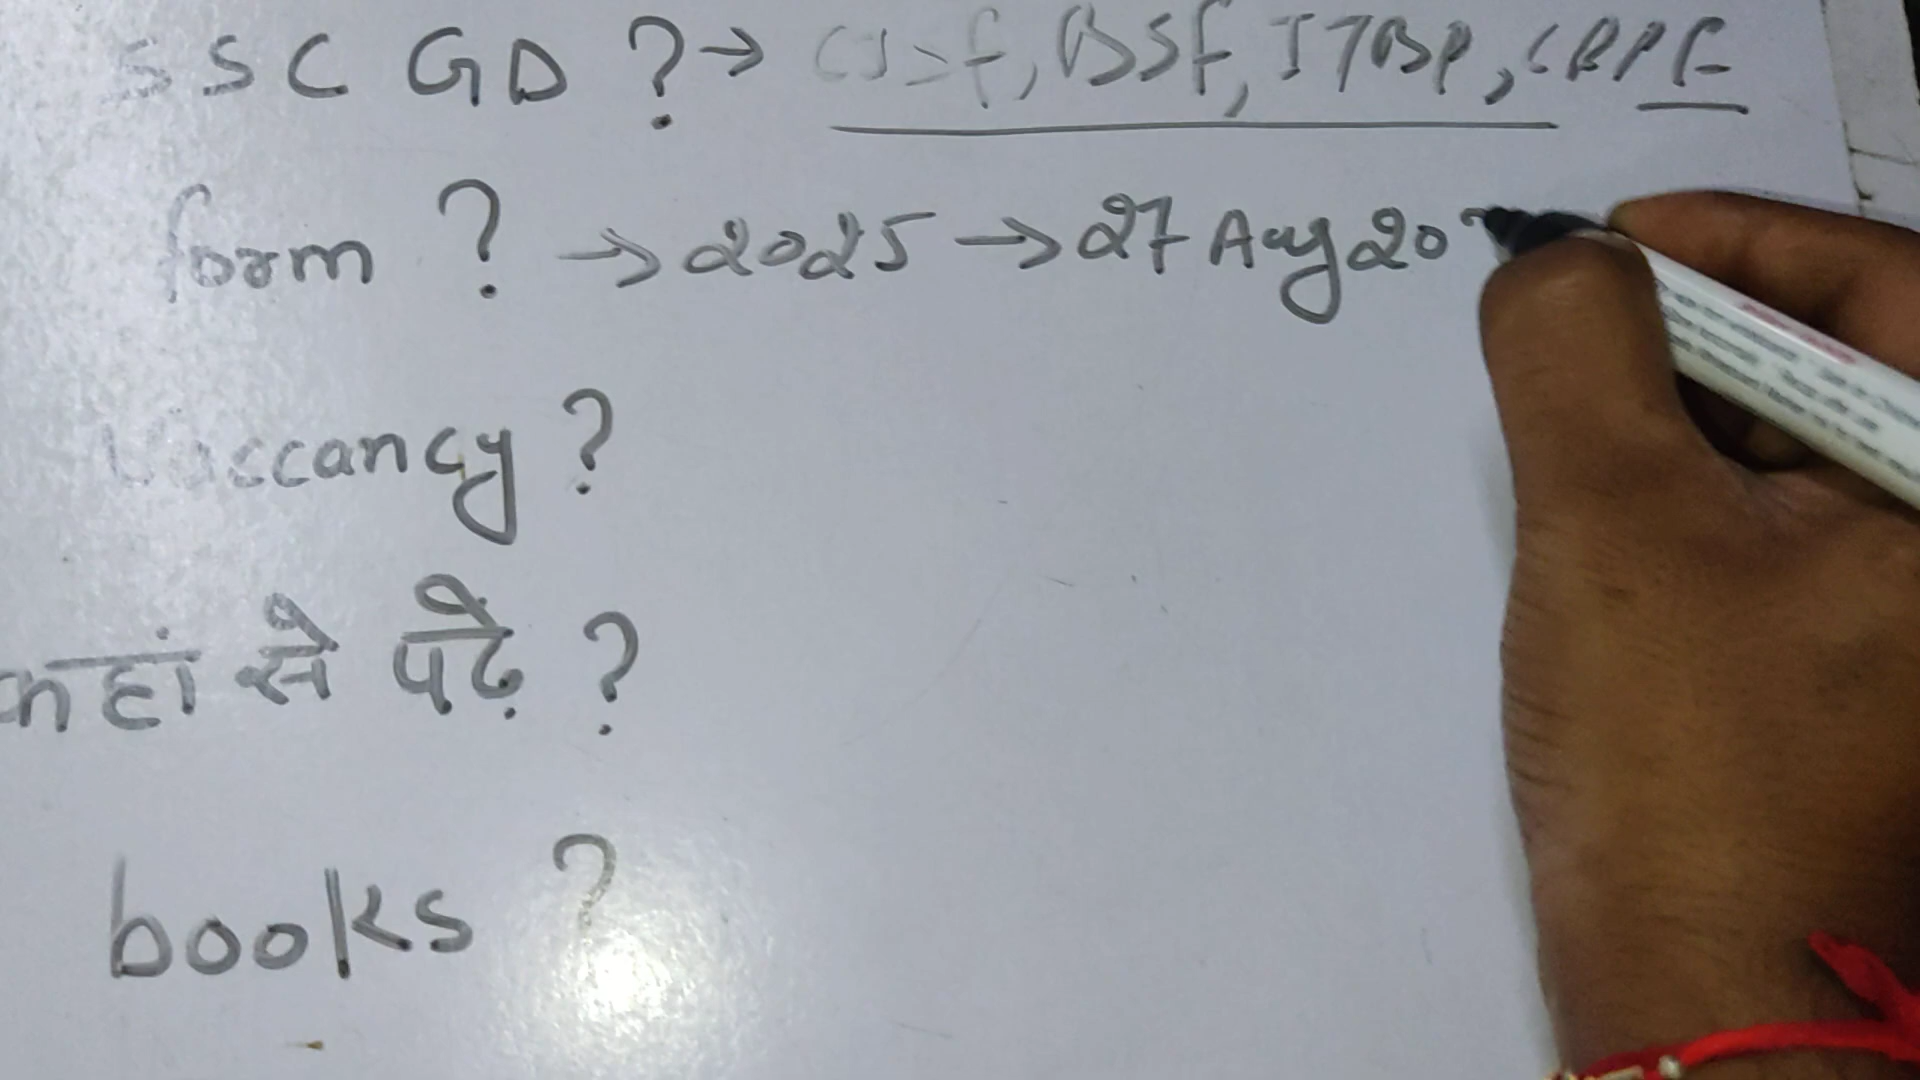 SSC GD ? → CISF, BSF, ITBP, CRPF
form ? → 2025 → 27 Aug 20
Vaccancy ?
कहां से पढ़े ?
books ?